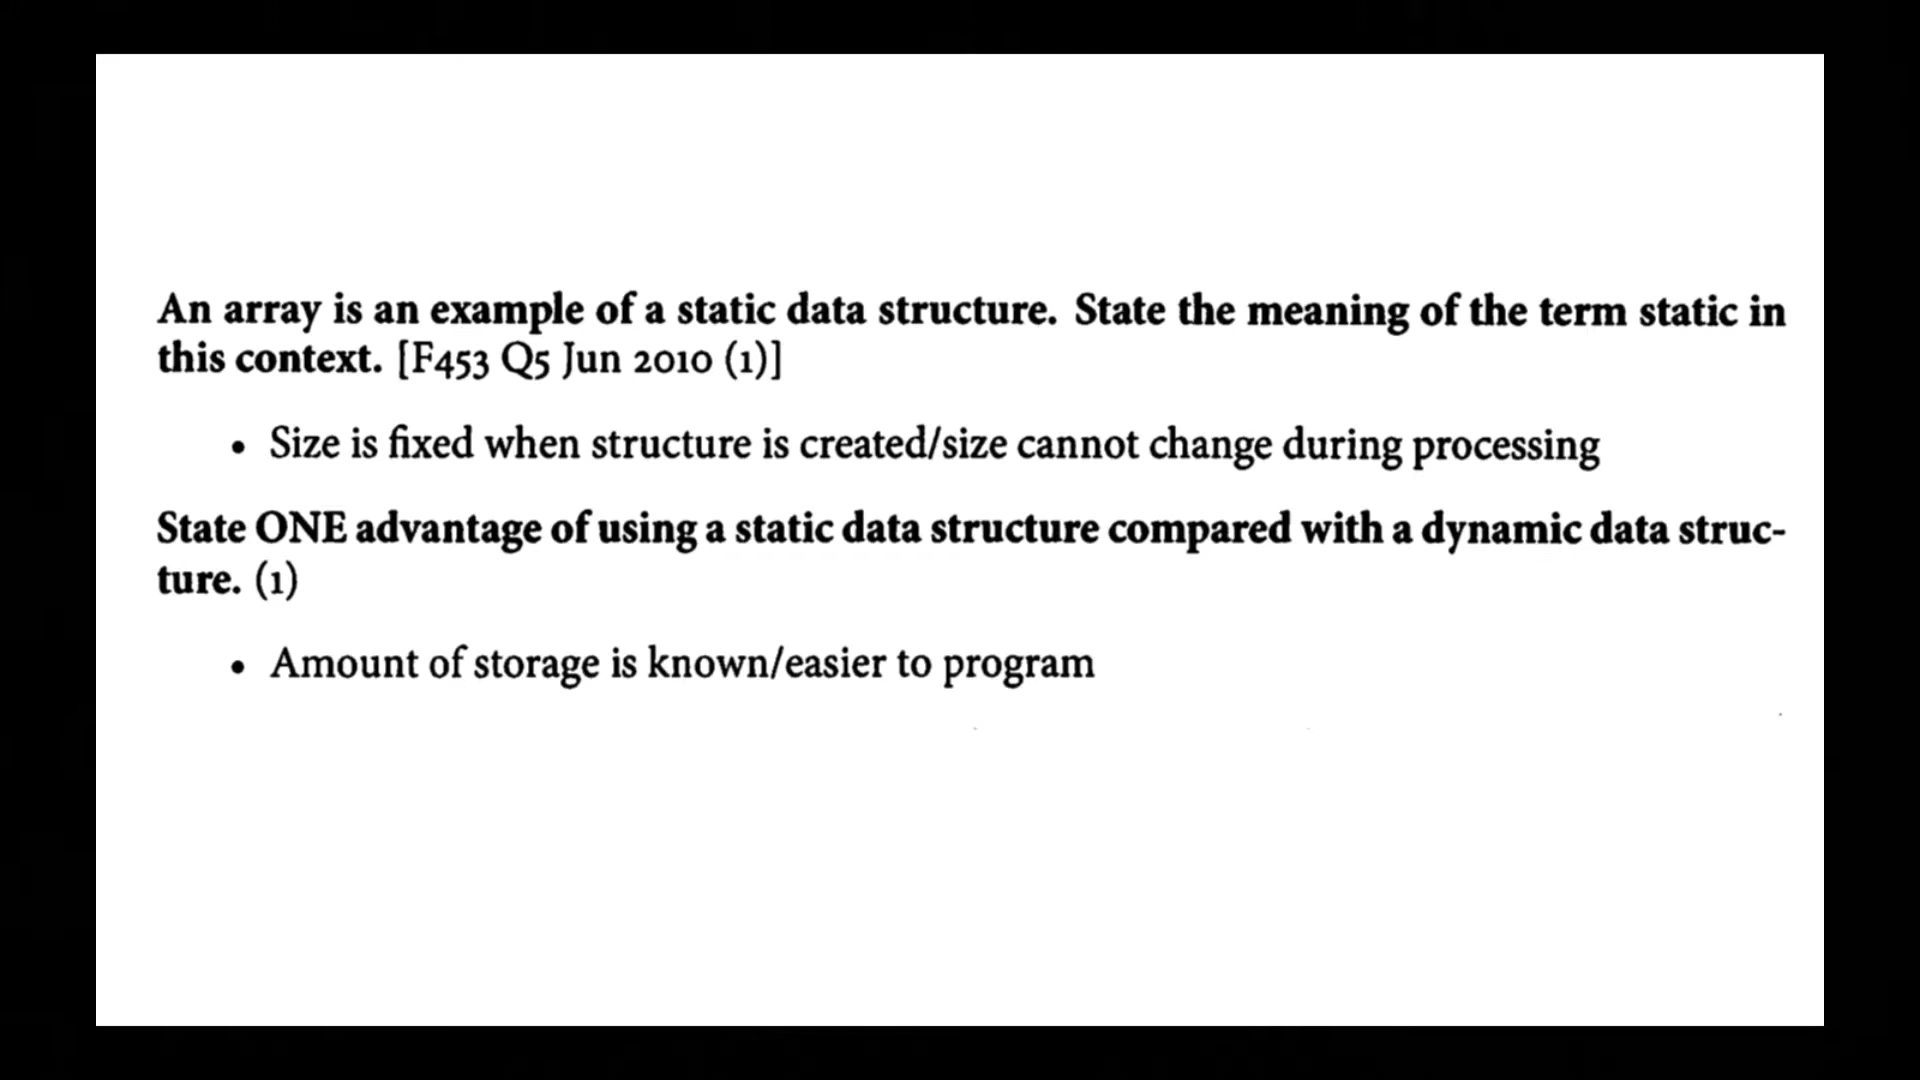 An array is an example of a static data structure. State the meaning of the term static in
this context. [F453 Q5 Jun 2010 (1)]
• Size is fixed when structure is created/size cannot change during processing
State ONE advantage of using a static data structure compared with a dynamic data struc-
ture. (1)
• Amount of storage is known/easier to program